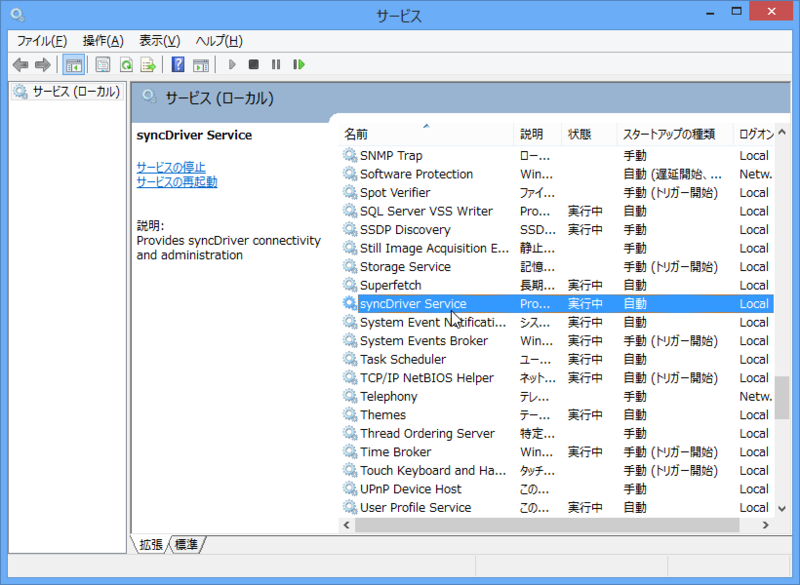 サービス
ファイル(F) 操作(A) 表示(V) ヘルプ(H)
サービス (ローカル)
サービス (ローカル)
syncDriver Service
サービスの停止
サービスの再起動
説明:
Provides syncDriver connectivity
and administration
名前 説明 状態 スタートアップの種類 ログオン
SNMP Trap ロー... 手動 Local
Software Protection Win... 自動 (遅延開始、... Netw.
Spot Verifier ファイ... 手動 (トリガー開始) Local
SQL Server VSS Writer Pro... 実行中 自動 Local
SSDP Discovery SSD... 実行中 手動 Local
Still Image Acquisition E... 静止... 手動 Local
Storage Service 記憶... 手動 (トリガー開始) Local
Superfetch 長期... 実行中 自動 Local
syncDriver Service Pro... 実行中 自動 Local
System Event Notificati... シス... 実行中 自動 Local
System Events Broker Win... 実行中 自動 (トリガー開始) Local
Task Scheduler ユー... 実行中 自動 Local
TCP/IP NetBIOS Helper ネット... 実行中 自動 (トリガー開始) Local
Telephony テレ... 手動 Netw.
Themes テー... 実行中 自動 Local
Thread Ordering Server 特定... 手動 Local
Time Broker Win... 実行中 手動 (トリガー開始) Local
Touch Keyboard and Ha... タッチ... 手動 (トリガー開始) Local
UPnP Device Host この... 手動 Local
User Profile Service この... 実行中 自動 Local
拡張 標準